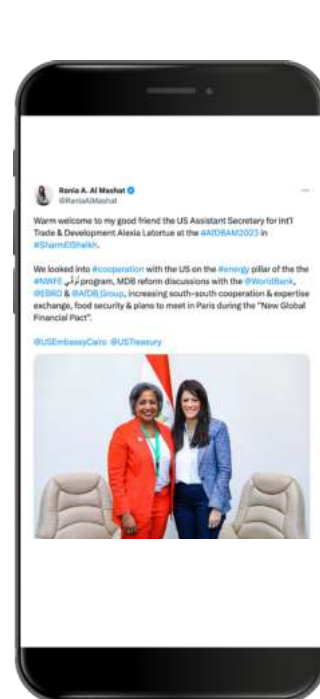 Rania A. Al Mashat
@RaniaAlMashat
Warm welcome to my good friend the US Assistant Secretary for Int'l
Trade & Development Alexia Latortue at the #AfDBAM2023 in
#SharmElSheikh.
We looked into #cooperation with the US on the #energy pillar of the the
#NWFE نُوَفِّي program, MDB reform discussions with the @WorldBank,
@EBRD & @AfDB_Group, increasing south-south cooperation & expertise
exchange, food security & plans to meet in Paris during the "New Global
Financial Pact".
@USEmbassyCairo @USTreasury